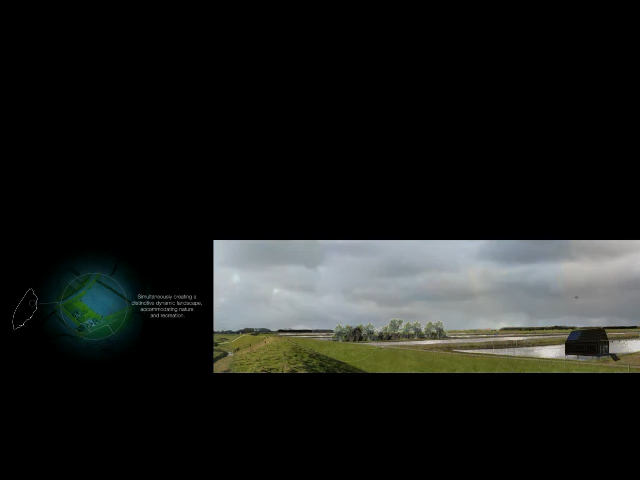 Simultaneously creating a
distinctive dynamic landscape,
accommodating nature
and recreation.